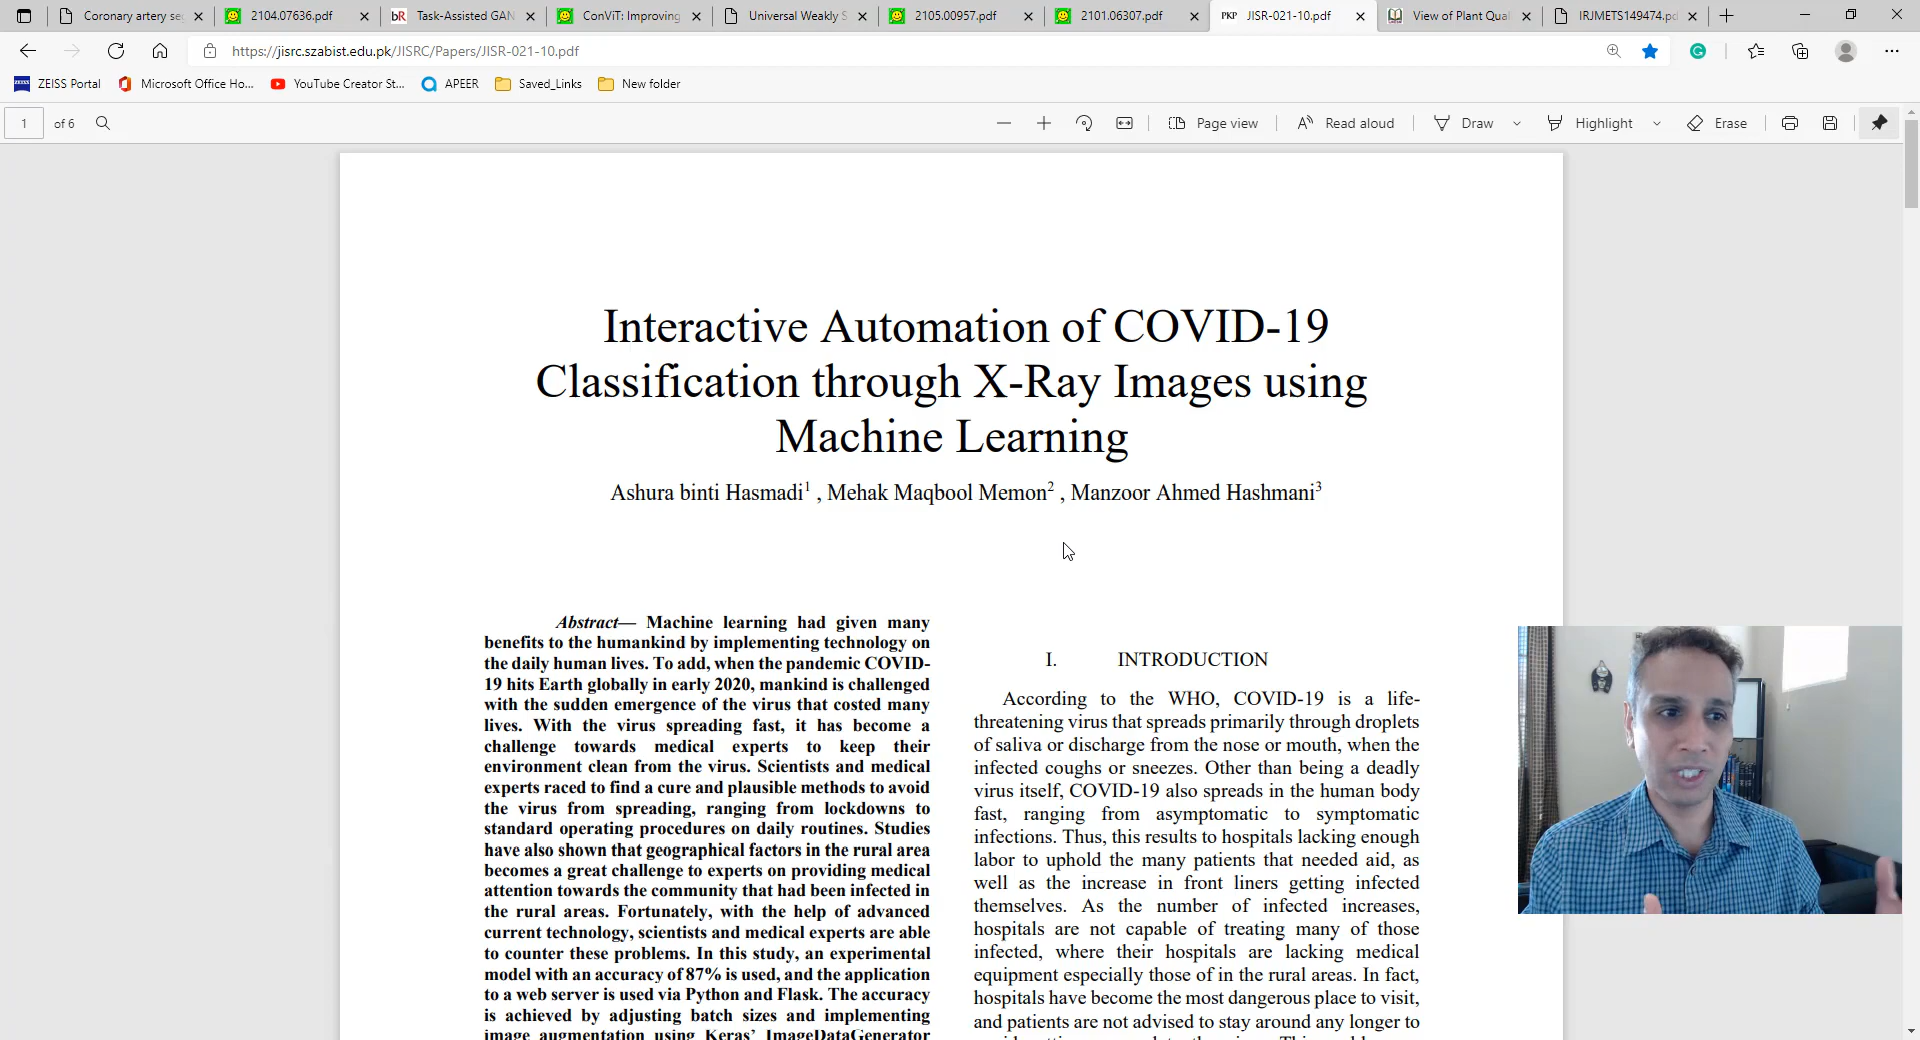 Coronary artery se
2104.07636.pdf
bR Task-Assisted GAN
ConViT: Improving
Universal Weakly S
2105.00957.pdf
2101.06307.pdf
PKP JISR-021-10.pdf
View of Plant Qual
IRJMETS149474.pd
https://jisrc.szabist.edu.pk/JISRC/Papers/JISR-021-10.pdf
ZEISS ZEISS Portal
Microsoft Office Ho...
YouTube Creator St...
APEER
Saved_Links
New folder
1 of 6
Page view
Read aloud
Draw
Highlight
Erase
Interactive Automation of COVID-19
Classification through X-Ray Images using
Machine Learning
Ashura binti Hasmadi1 , Mehak Maqbool Memon2 , Manzoor Ahmed Hashmani3
Abstract— Machine learning had given many
benefits to the humankind by implementing technology on
the daily human lives. To add, when the pandemic COVID-
19 hits Earth globally in early 2020, mankind is challenged
with the sudden emergence of the virus that costed many
lives. With the virus spreading fast, it has become a
challenge towards medical experts to keep their
environment clean from the virus. Scientists and medical
experts raced to find a cure and plausible methods to avoid
the virus from spreading, ranging from lockdowns to
standard operating procedures on daily routines. Studies
have also shown that geographical factors in the rural area
becomes a great challenge to experts on providing medical
attention towards the community that had been infected in
the rural areas. Fortunately, with the help of advanced
current technology, scientists and medical experts are able
to counter these problems. In this study, an experimental
model with an accuracy of 87% is used, and the application
to a web server is used via Python and Flask. The accuracy
is achieved by adjusting batch sizes and implementing
image augmentation using Keras' ImageDataGenerator
I. INTRODUCTION
According to the WHO, COVID-19 is a life-
threatening virus that spreads primarily through droplets
of saliva or discharge from the nose or mouth, when the
infected coughs or sneezes. Other than being a deadly
virus itself, COVID-19 also spreads in the human body
fast, ranging from asymptomatic to symptomatic
infections. Thus, this results to hospitals lacking enough
labor to uphold the many patients that needed aid, as
well as the increase in front liners getting infected
themselves. As the number of infected increases,
hospitals are not capable of treating many of those
infected, where their hospitals are lacking medical
equipment especially those of in the rural areas. In fact,
hospitals have become the most dangerous place to visit,
and patients are not advised to stay around any longer to